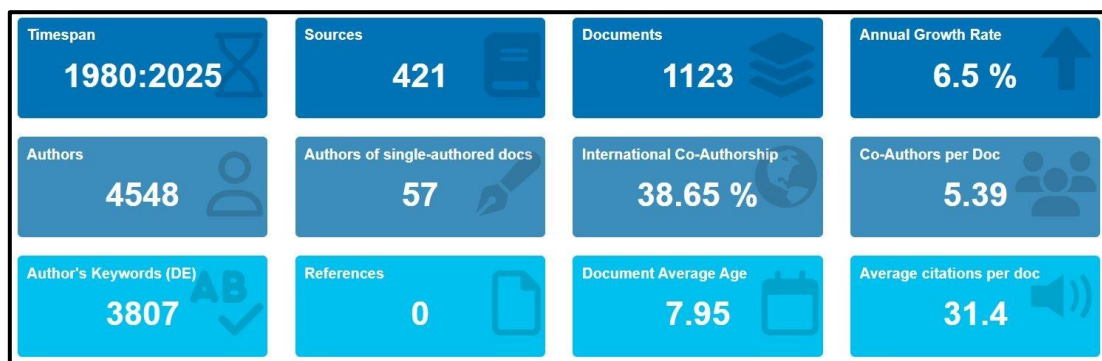 Timespan
1980:2025
Sources
421
Documents
1123
Annual Growth Rate
6.5 %
Authors
4548
Authors of single-authored docs
57
International Co-Authorship
38.65 %
Co-Authors per Doc
5.39
Author's Keywords (DE)
AB
3807
References
0
Document Average Age
7.95
Average citations per doc
31.4